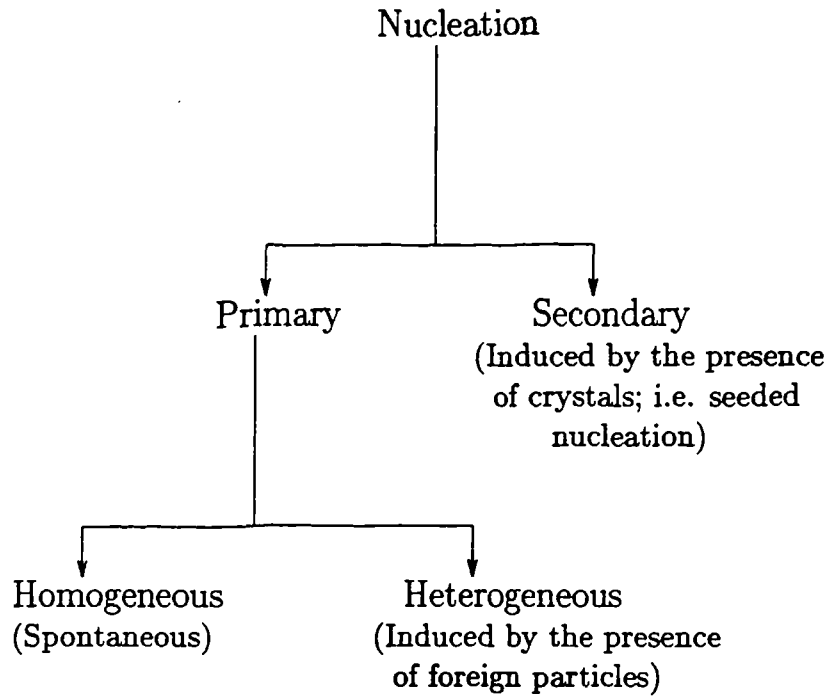 Nucleation
Primary
Secondary
(Induced by the presence
of crystals; i.e. seeded
nucleation)
Homogeneous
(Spontaneous)
Heterogeneous
(Induced by the presence
of foreign particles)